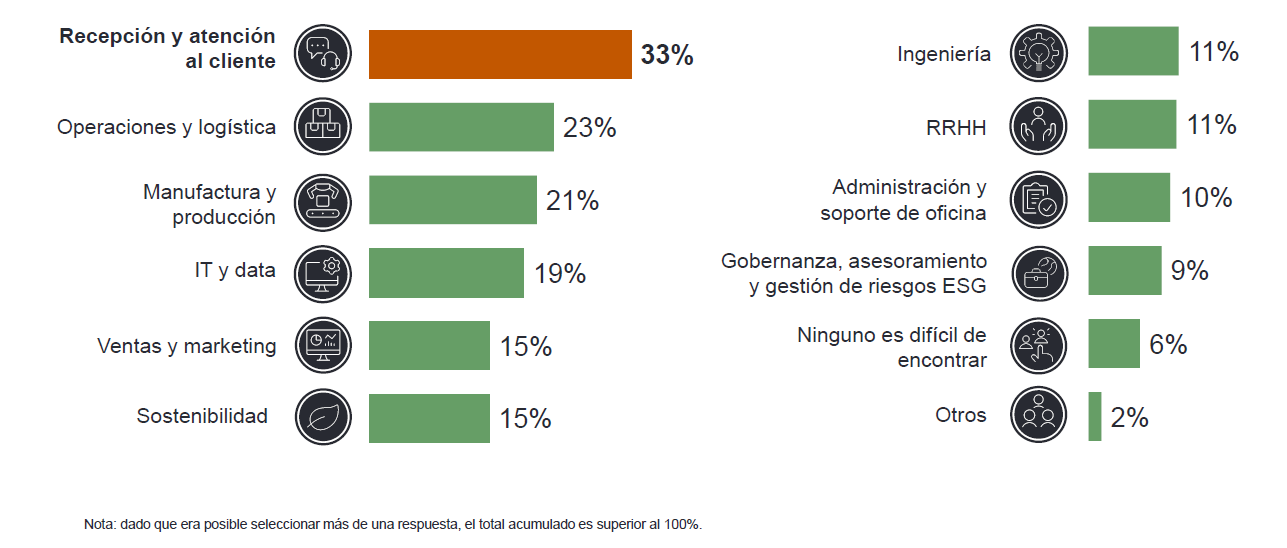 Recepción y atención
al cliente
33%
Operaciones y logística
23%
Manufactura y
producción
21%
IT y data
19%
Ventas y marketing
15%
Sostenibilidad
15%
Ingeniería
11%
RRHH
11%
Administración y
soporte de oficina
10%
Gobernanza, asesoramiento
y gestión de riesgos ESG
9%
Ninguno es difícil de
encontrar
6%
Otros
2%
Nota: dado que era posible seleccionar más de una respuesta, el total acumulado es superior al 100%.